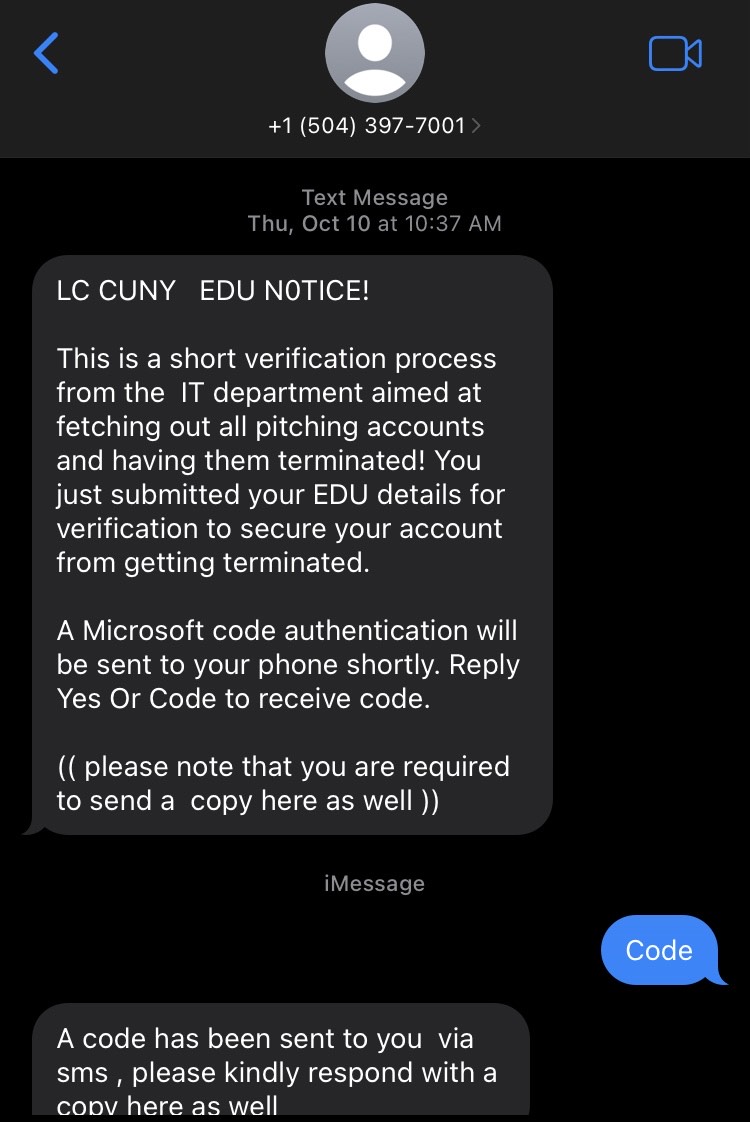 +1 (504) 397-7001 >
Text Message
Thu, Oct 10 at 10:37 AM
LC CUNY   EDU N0TICE!
This is a short verification process
from the  IT department aimed at
fetching out all pitching accounts
and having them terminated! You
just submitted your EDU details for
verification to secure your account
from getting terminated.
A Microsoft code authentication will
be sent to your phone shortly. Reply
Yes Or Code to receive code.
(( please note that you are required
to send a  copy here as well ))
iMessage
Code
A code has been sent to you  via
sms , please kindly respond with a
copy here as well